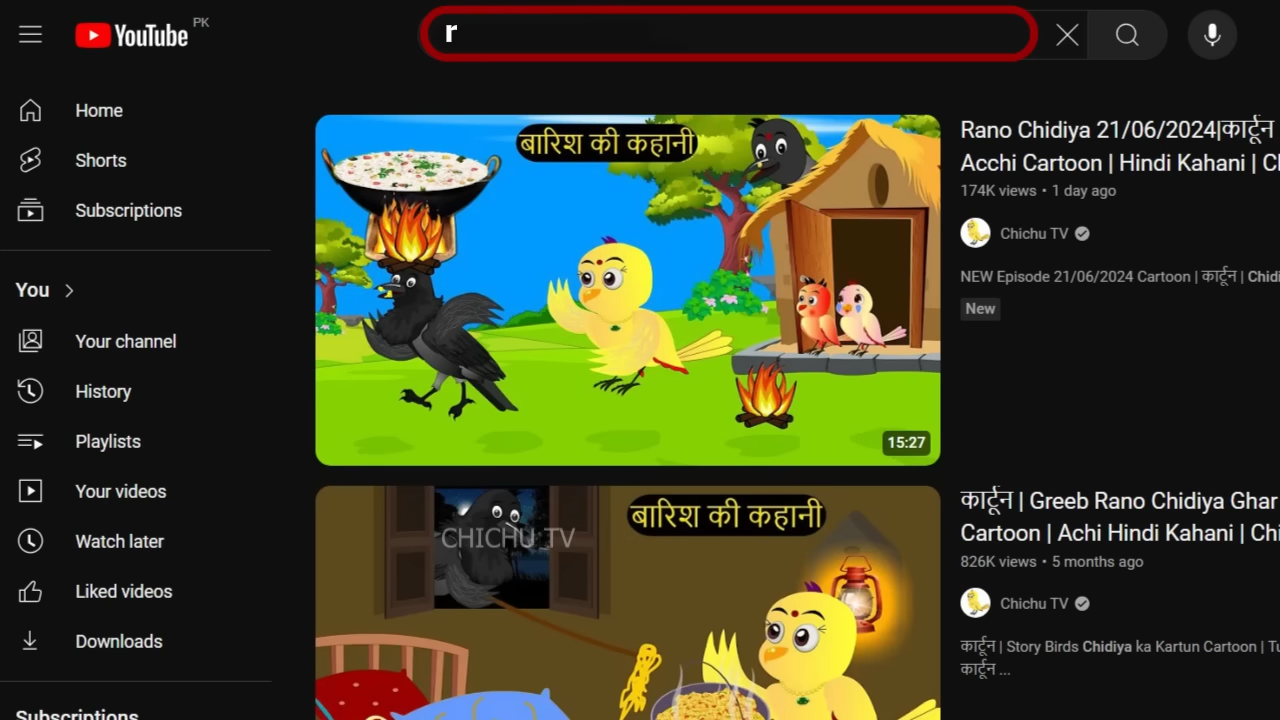 YouTube PK
r
Home
Shorts
Subscriptions
You
Your channel
History
Playlists
Your videos
Watch later
Liked videos
Downloads
Subscriptions
बारिश की कहानी
15:27
Rano Chidiya 21/06/2024|कार्टून
Acchi Cartoon | Hindi Kahani |
174K views • 1 day ago
Chichu TV
NEW Episode 21/06/2024 Cartoon | कार्टून | Chidi
New
CHICHU TV
बारिश की कहानी
कार्टून | Greeb Rano Chidiya Ghar
Cartoon | Achi Hindi Kahani | Chi
826K views • 5 months ago
Chichu TV
कार्टून | Story Birds Chidiya ka Kartun Cartoon |
कार्टून ...